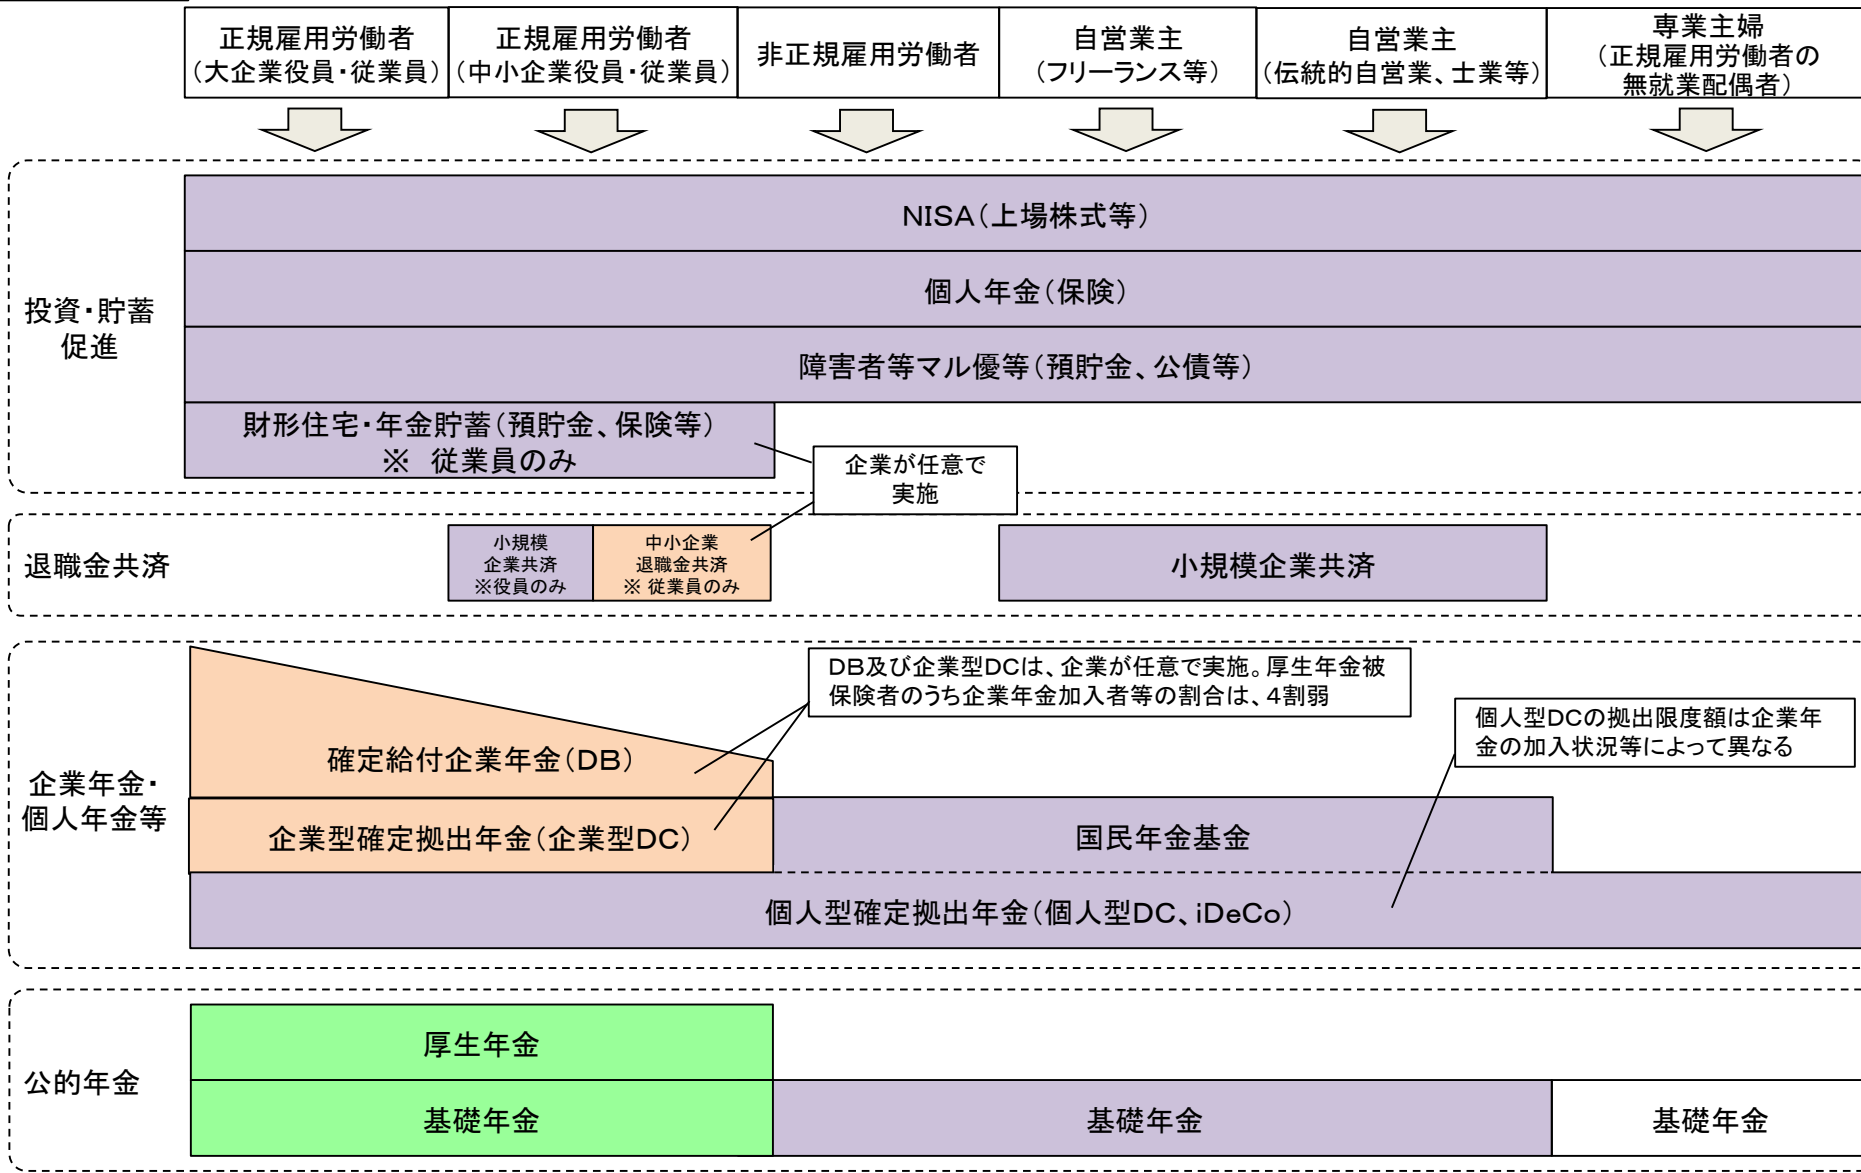 正規雇用労働者
（大企業役員・従業員）
正規雇用労働者
（中小企業役員・従業員）
非正規雇用労働者
自営業主
（フリーランス等）
自営業主
（伝統的自営業、士業等）
専業主婦
（正規雇用労働者の
無就業配偶者）
投資・貯蓄
促進
NISA（上場株式等）
個人年金（保険）
障害者等マル優等（預貯金、公債等）
財形住宅・年金貯蓄（預貯金、保険等）
※ 従業員のみ
企業が任意で
実施
退職金共済
小規模
企業共済
※役員のみ
中小企業
退職金共済
※ 従業員のみ
小規模企業共済
企業年金・
個人年金等
DB及び企業型DCは、企業が任意で実施。厚生年金被
保険者のうち企業年金加入者等の割合は、4割弱
個人型DCの拠出限度額は企業年
金の加入状況等によって異なる
確定給付企業年金（DB）
企業型確定拠出年金（企業型DC）
国民年金基金
個人型確定拠出年金（個人型DC、iDeCo）
公的年金
厚生年金
基礎年金
基礎年金
基礎年金